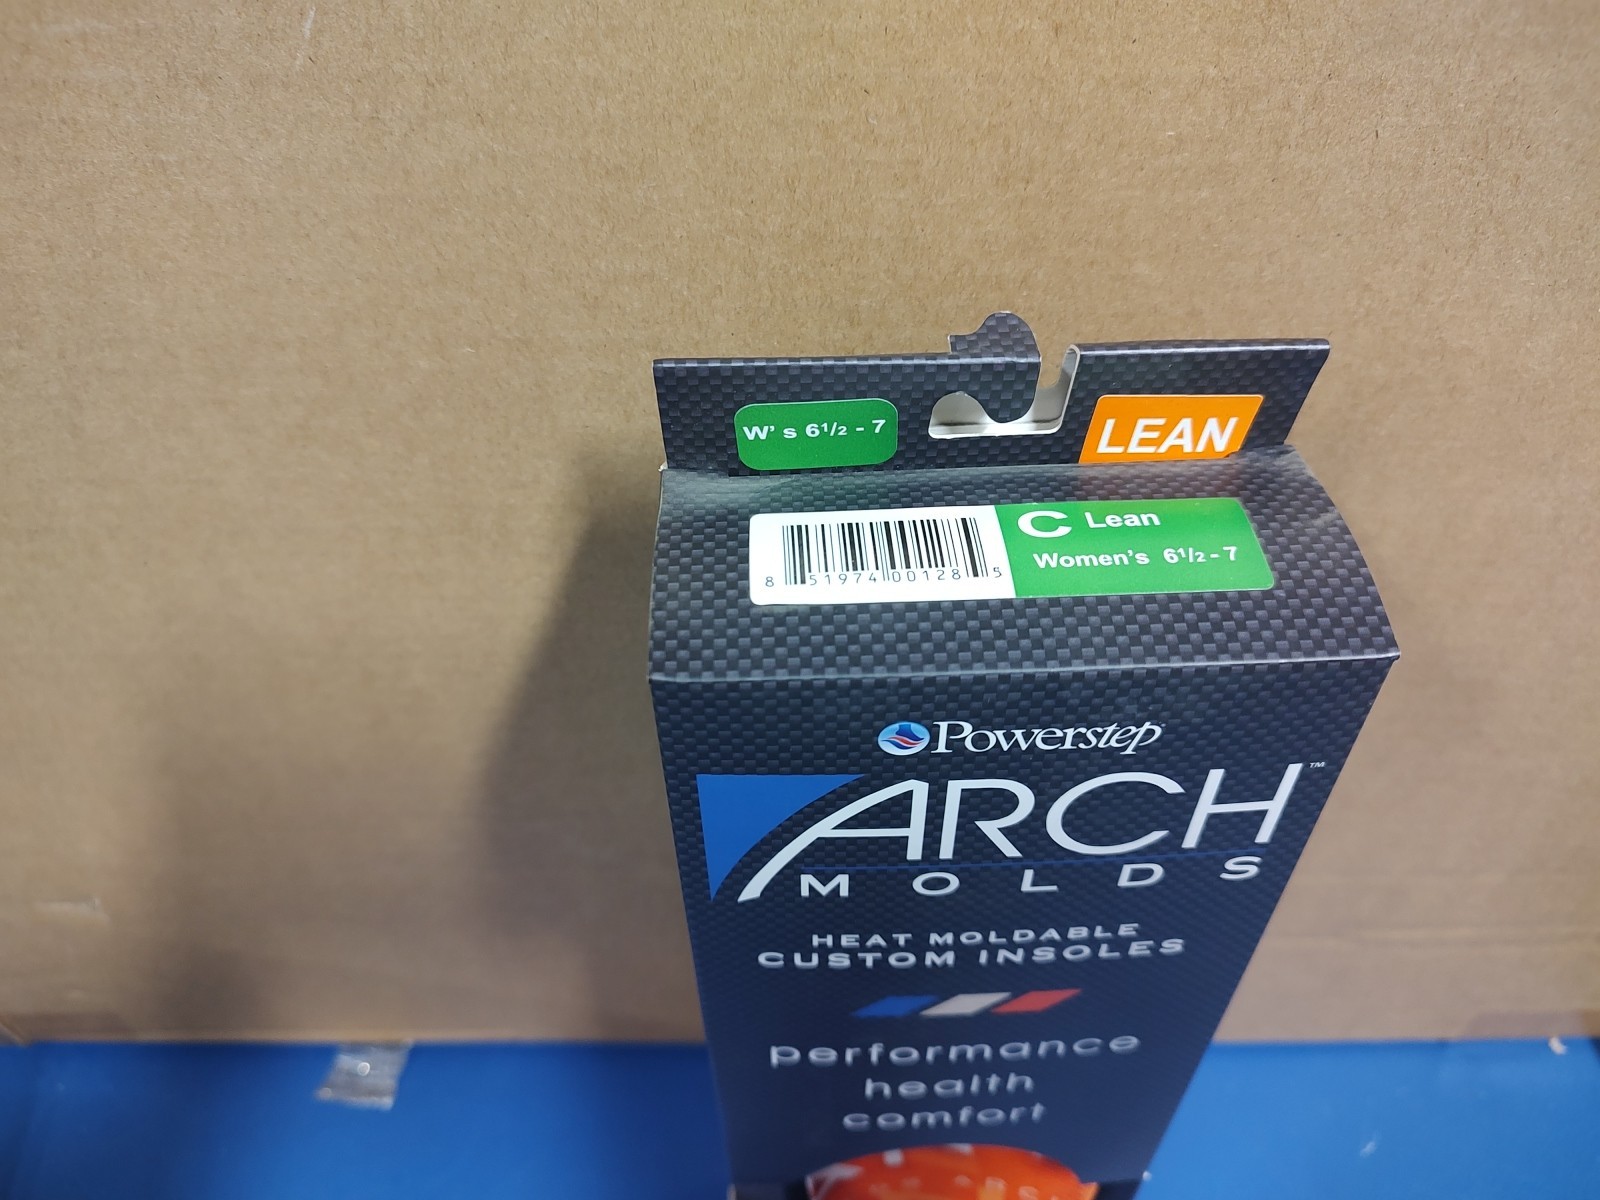 W's 6½ - 7
LEAN
C Lean
Women's 6½ - 7
8 51974 00128 5
Powerstep
ARCH™
MOLDS
HEAT MOLDABLE
CUSTOM INSOLES
performance
health
comfort